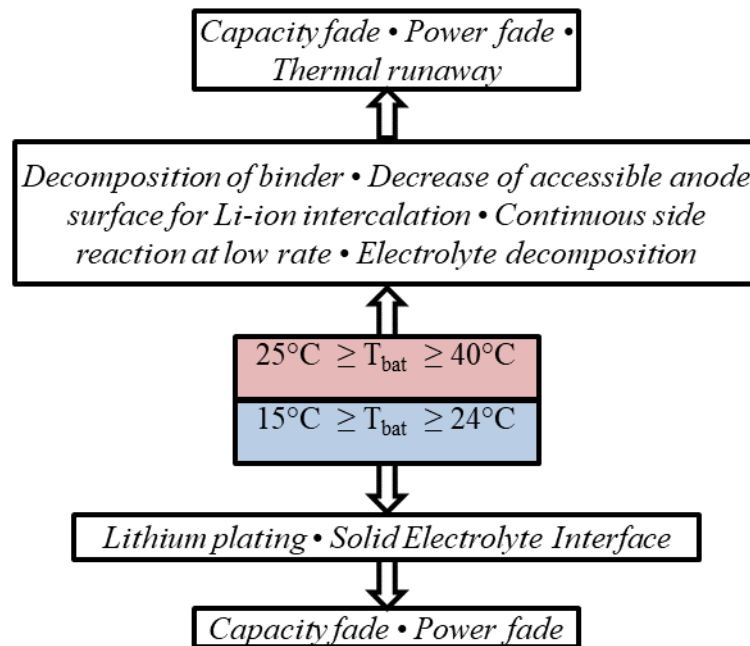 Capacity fade • Power fade •
Thermal runaway
Decomposition of binder • Decrease of accessible anode
surface for Li-ion intercalation • Continuous side
reaction at low rate • Electrolyte decomposition
25°C ≥ T_bat ≥ 40°C
15°C ≥ T_bat ≥ 24°C
Lithium plating • Solid Electrolyte Interface
Capacity fade • Power fade